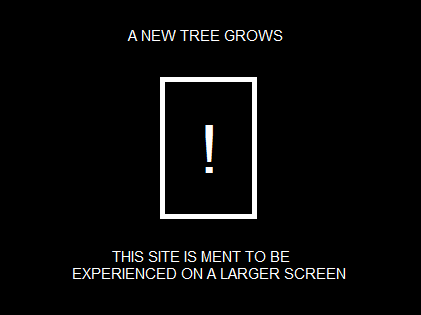 A NEW TREE GROWS
!
THIS SITE IS MENT TO BE
EXPERIENCED ON A LARGER SCREEN